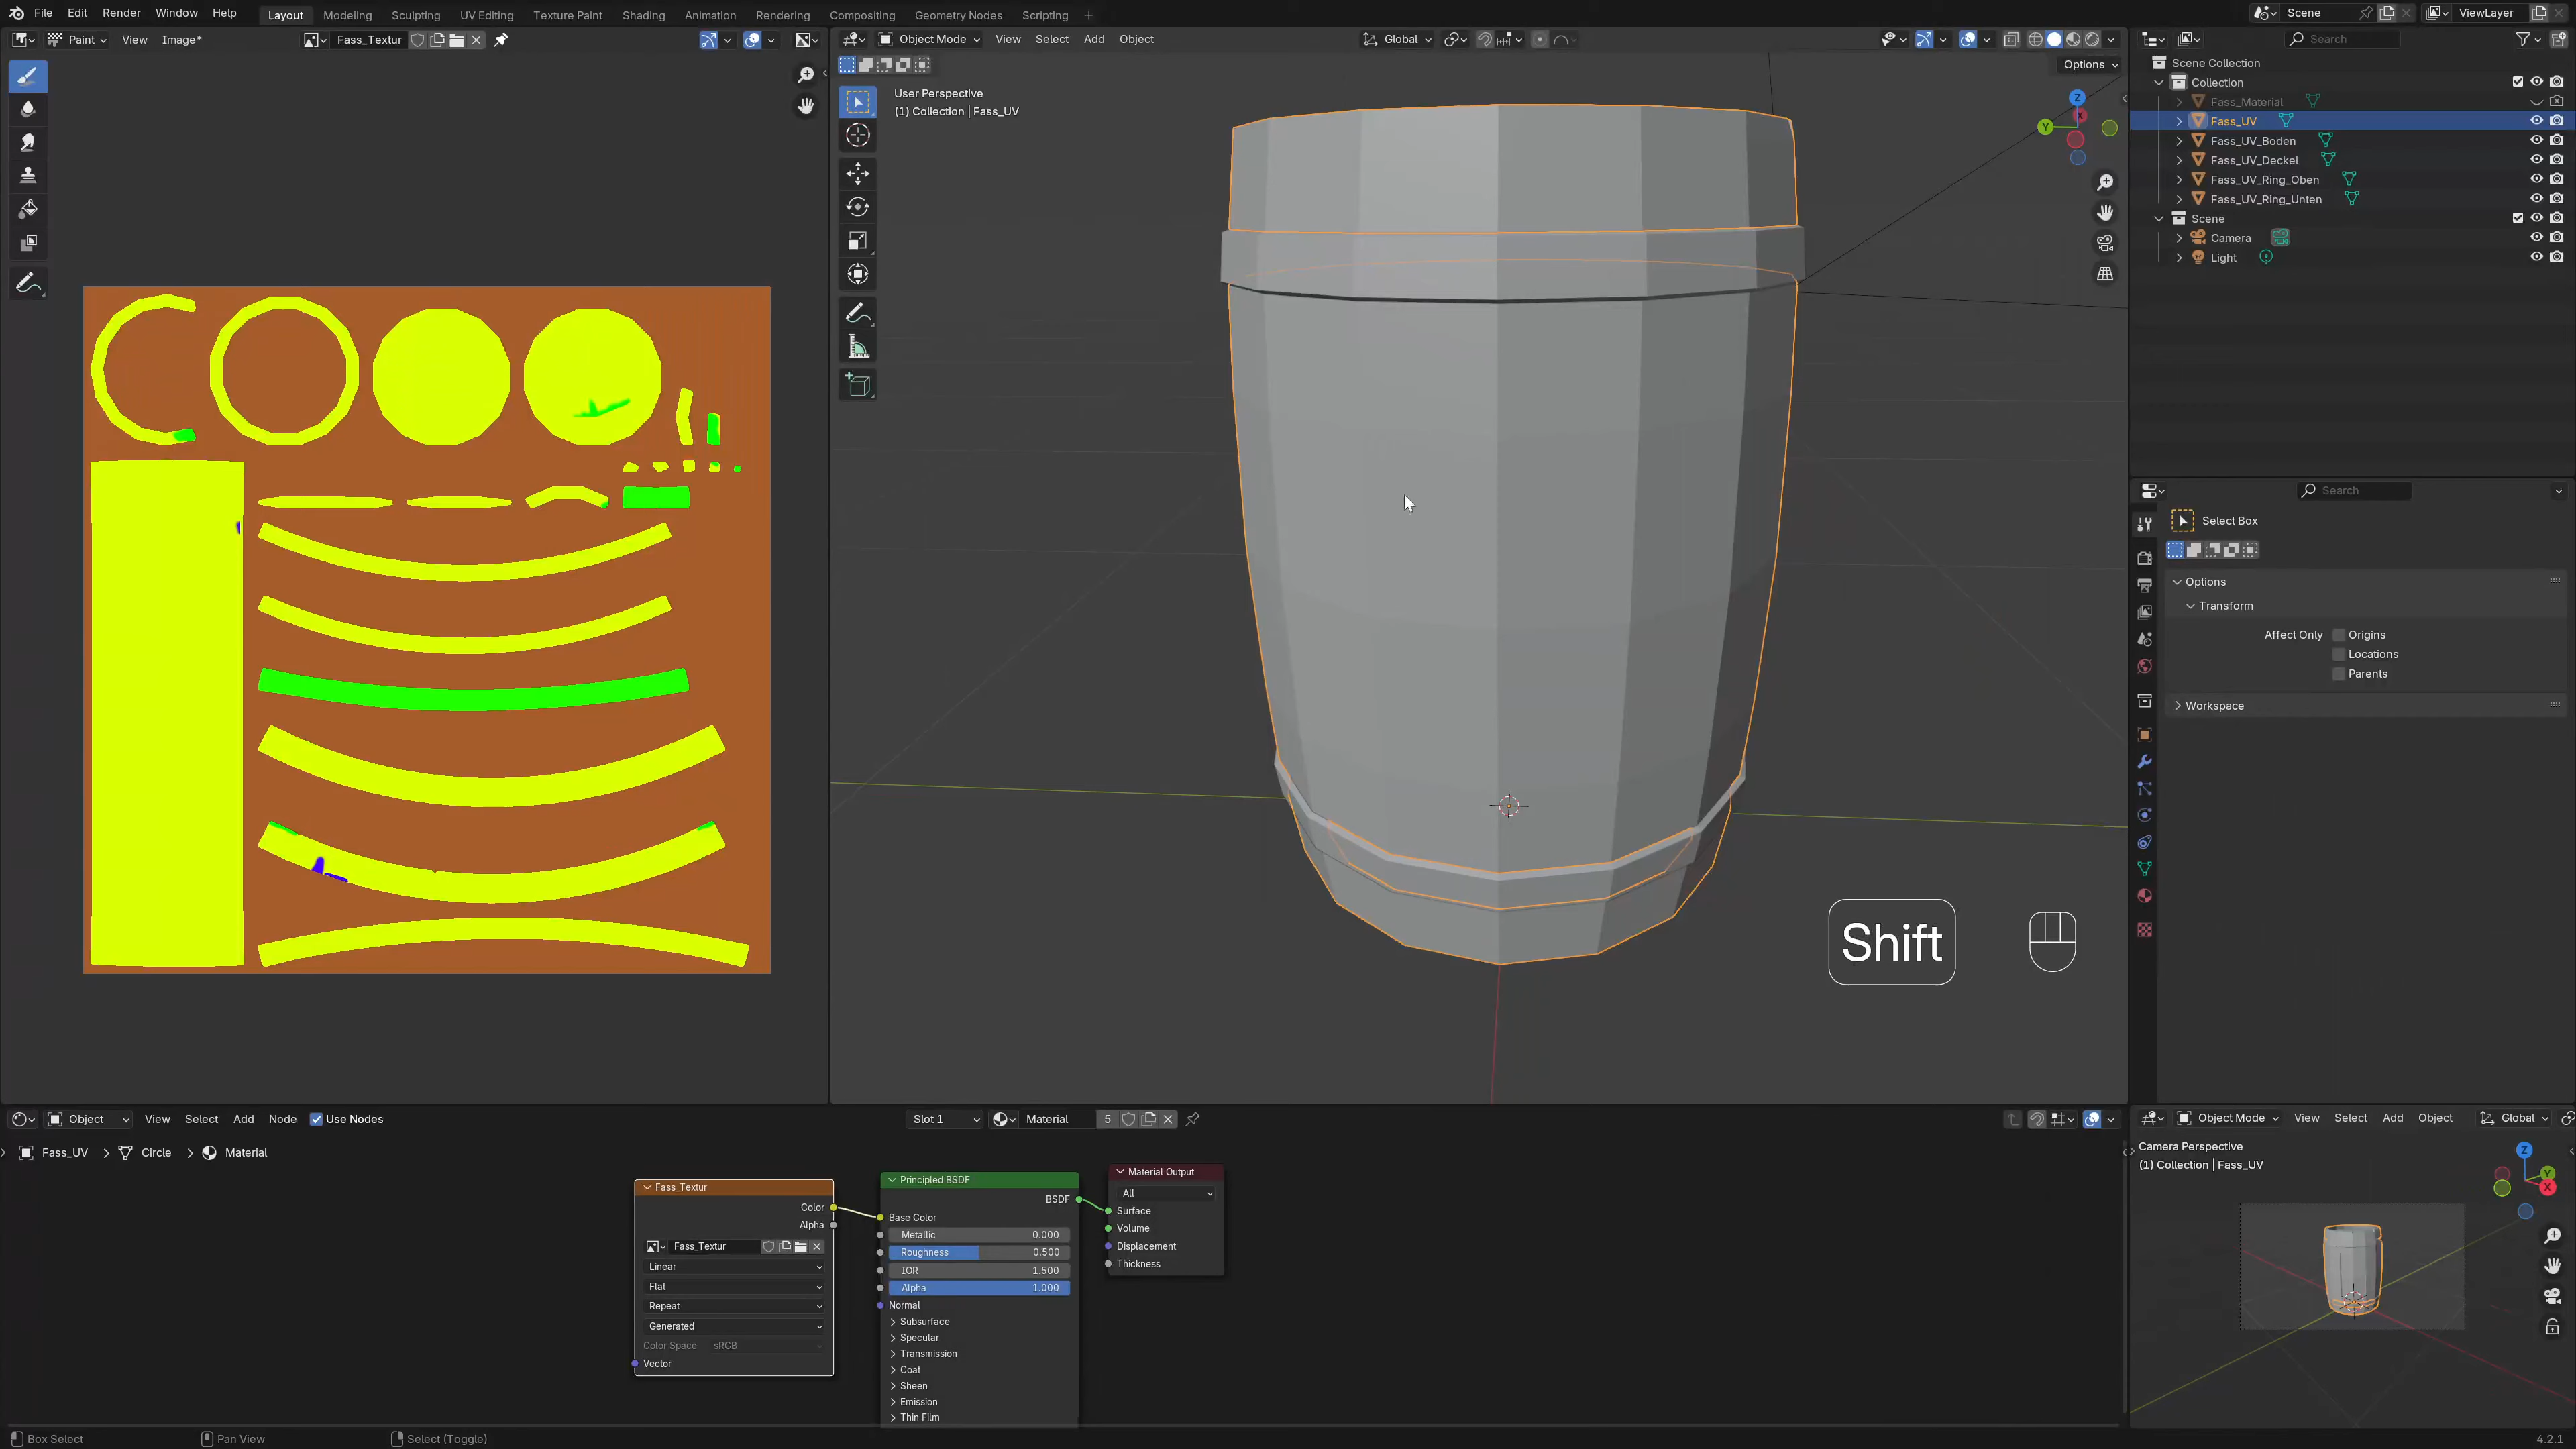 File Edit Render Window Help Layout Modeling Sculpting UV Editing Texture Paint Shading Animation Rendering Compositing Geometry Nodes Scripting Scene ViewLayer
Paint View Image* Fass_Textur
Object Mode View Select Add Object Global
Search
Options
User Perspective
(1) Collection | Fass_UV
Z
Y
Scene Collection
Collection
Fass_Material
Fass_UV
Fass_UV_Boden
Fass_UV_Deckel
Fass_UV_Ring_Oben
Fass_UV_Ring_Unten
Scene
Camera
Light
Search
Select Box
Options
Transform
Affect Only Origins
Locations
Parents
Workspace
Shift
Object View Select Add Node Use Nodes Slot 1 Material 5
Fass_UV > Circle > Material
Fass_Textur
Color
Alpha
Fass_Textur
Linear
Flat
Repeat
Generated
Color Space sRGB
Vector
Principled BSDF
BSDF
Base Color
Metallic 0.000
Roughness 0.500
IOR 1.500
Alpha 1.000
Normal
Subsurface
Specular
Transmission
Coat
Sheen
Emission
Thin Film
Material Output
All
Surface
Volume
Displacement
Thickness
Object Mode View Select Add Object Global
Camera Perspective
(1) Collection | Fass_UV
Z
Y
X
Box Select Pan View Select (Toggle) 4.2.1